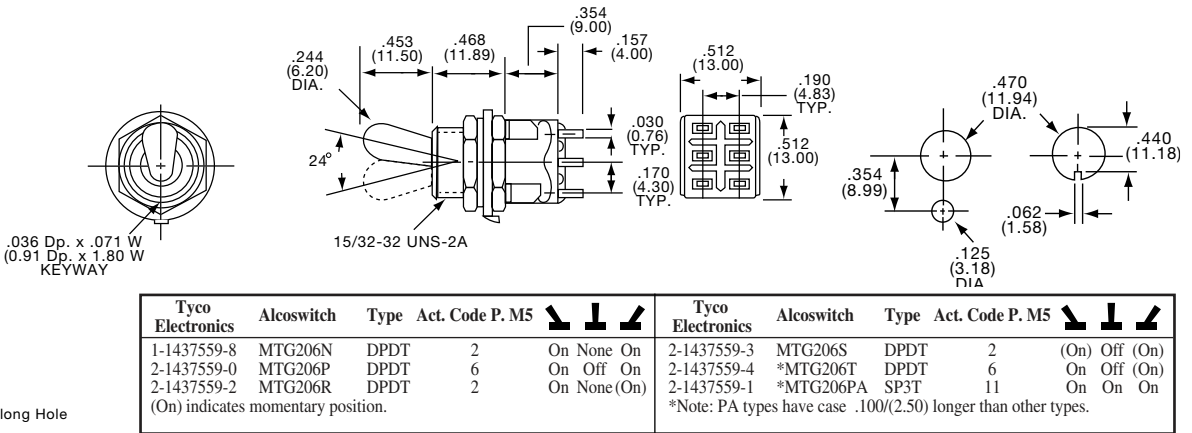 .354
(9.00)
.453
(11.50)
.468
(11.89)
.157
(4.00)
.512
(13.00)
.244
(6.20)
DIA.
.190
(4.83)
TYP.
.470
(11.94)
DIA.
.030
(0.76)
TYP.
.512
(13.00)
.440
(11.18)
24°
.170
(4.30)
TYP.
.354
(8.99)
.062
(1.58)
.036 Dp. x .071 W
(0.91 Dp. x 1.80 W
KEYWAY
15/32-32 UNS-2A
.125
(3.18)
DIA
Tyco Electronics Alcoswitch Type Act. Code P. M5
1-1437559-8 MTG206N DPDT 2 On None On
2-1437559-0 MTG206P DPDT 6 On Off On
2-1437559-2 MTG206R DPDT 2 On None (On)
(On) indicates momentary position.
Tyco Electronics Alcoswitch Type Act. Code P. M5
2-1437559-3 MTG206S DPDT 2 (On) Off (On)
2-1437559-4 *MTG206T DPDT 6 On Off (On)
2-1437559-1 *MTG206PA SP3T 11 On On On
*Note: PA types have case .100/(2.50) longer than other types.
long Hole